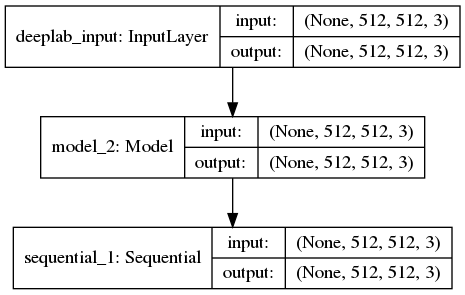 deeplab_input: InputLayer
input: (None, 512, 512, 3)
output: (None, 512, 512, 3)
model_2: Model
input: (None, 512, 512, 3)
output: (None, 512, 512, 3)
sequential_1: Sequential
input: (None, 512, 512, 3)
output: (None, 512, 512, 3)